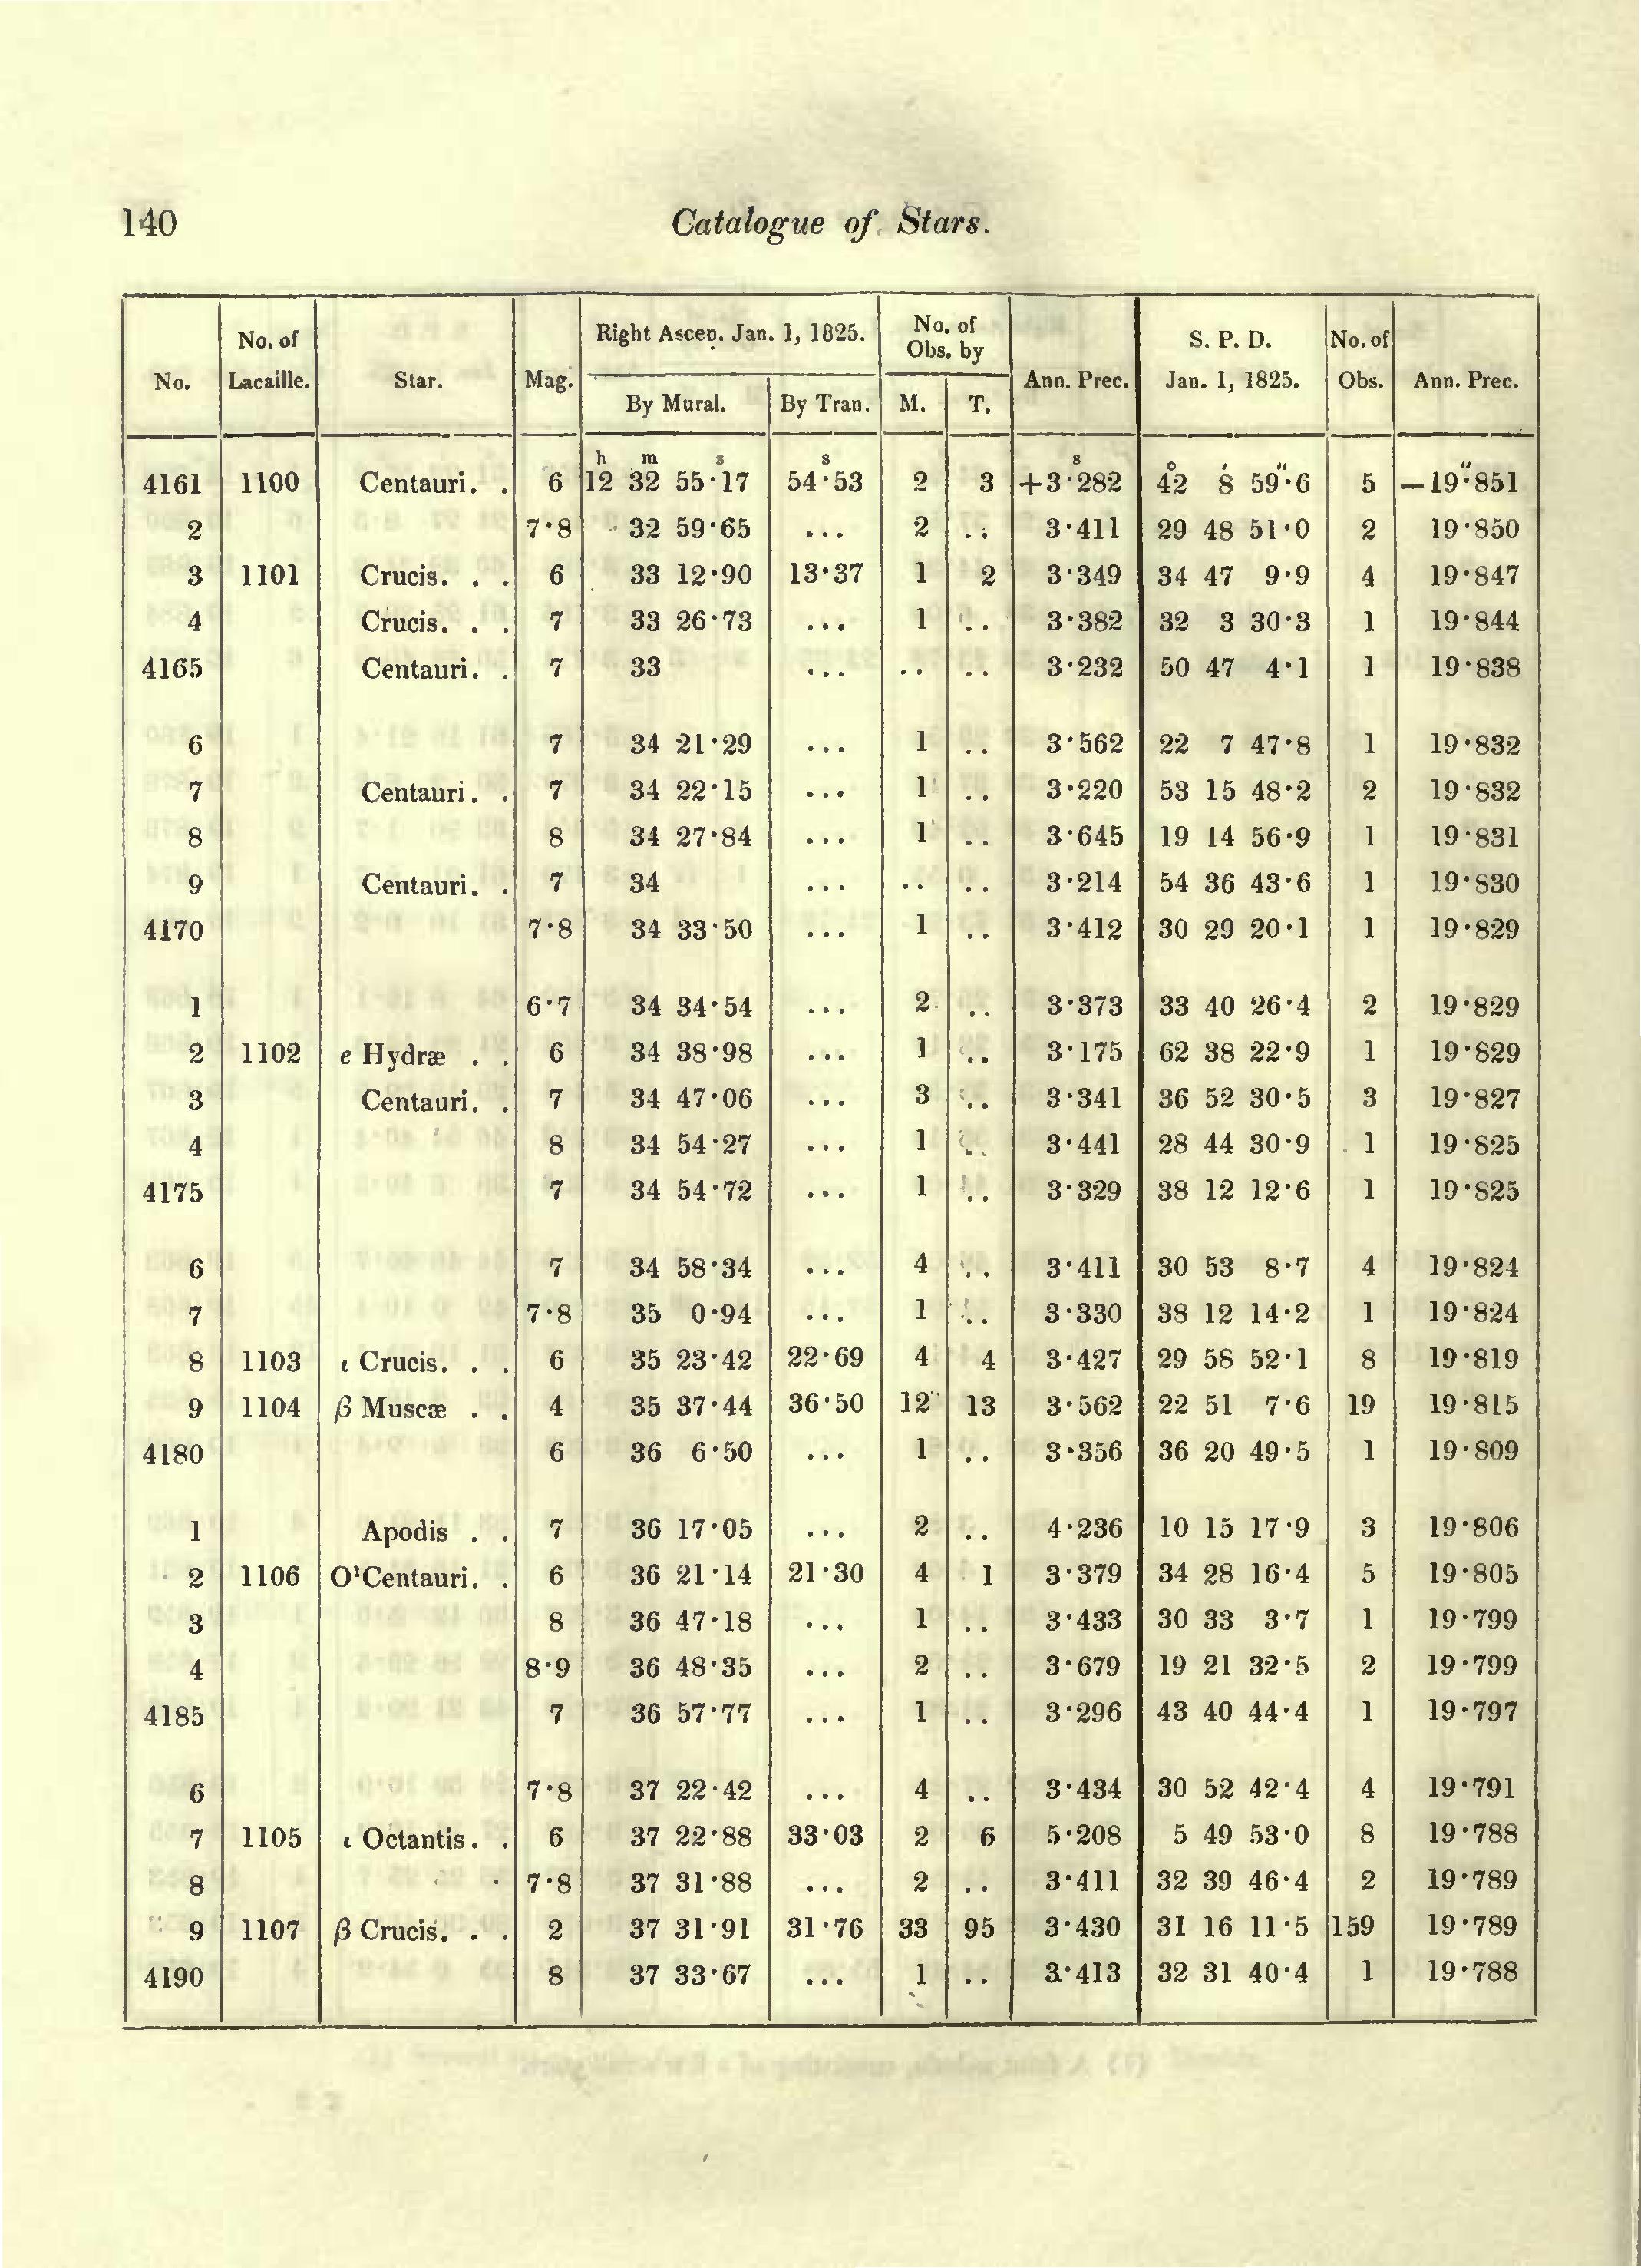 140 Catalogue of Stars.
No. No. of Lacaille. Star. Mag. Right Ascen. Jan. 1, 1825. No. of Obs. by Ann. Prec. S. P. D. Jan. 1, 1825. No. of Obs. Ann. Prec.
By Mural. By Tran. M. T.
h m s s s ° ′ ″ ″
4161 1100 Centauri. . 6 12 32 55·17 54·53 2 3 +3·282 42 8 59·6 5 —19·851
2 7·8 32 59·65 ... 2 .. 3·411 29 48 51·0 2 19·850
3 1101 Crucis. . . 6 33 12·90 13·37 1 2 3·349 34 47 9·9 4 19·847
4 Crucis. . . 7 33 26·73 ... 1 .. 3·382 32 3 30·3 1 19·844
4165 Centauri. . 7 33 ... .. .. 3·232 50 47 4·1 1 19·838
6 7 34 21·29 ... 1 .. 3·562 22 7 47·8 1 19·832
7 Centauri. . 7 34 22·15 ... 1 .. 3·220 53 15 48·2 2 19·832
8 8 34 27·84 ... 1 .. 3·645 19 14 56·9 1 19·831
9 Centauri. . 7 34 ... .. .. 3·214 54 36 43·6 1 19·830
4170 7·8 34 33·50 ... 1 .. 3·412 30 29 20·1 1 19·829
1 6·7 34 34·54 ... 2 .. 3·373 33 40 26·4 2 19·829
2 1102 e Hydræ . . 6 34 38·98 ... 1 .. 3·175 62 38 22·9 1 19·829
3 Centauri. . 7 34 47·06 ... 3 .. 3·341 36 52 30·5 3 19·827
4 8 34 54·27 ... 1 .. 3·441 28 44 30·9 1 19·825
4175 7 34 54·72 ... 1 .. 3·329 38 12 12·6 1 19·825
6 7 34 58·34 ... 4 .. 3·411 30 53 8·7 4 19·824
7 7·8 35 0·94 ... 1 .. 3·330 38 12 14·2 1 19·824
8 1103 ι Crucis. . . 6 35 23·42 22·69 4 4 3·427 29 58 52·1 8 19·819
9 1104 β Muscæ . . 4 35 37·44 36·50 12 13 3·562 22 51 7·6 19 19·815
4180 6 36 6·50 ... 1 .. 3·356 36 20 49·5 1 19·809
1 Apodis . . 7 36 17·05 ... 2 .. 4·236 10 15 17·9 3 19·806
2 1106 O¹Centauri. . 6 36 21·14 21·30 4 1 3·379 34 28 16·4 5 19·805
3 8 36 47·18 ... 1 .. 3·433 30 33 3·7 1 19·799
4 8·9 36 48·35 ... 2 .. 3·679 19 21 32·5 2 19·799
4185 7 36 57·77 ... 1 .. 3·296 43 40 44·4 1 19·797
6 7·8 37 22·42 ... 4 .. 3·434 30 52 42·4 4 19·791
7 1105 ι Octantis. . 6 37 22·88 33·03 2 6 5·208 5 49 53·0 8 19·788
8 7·8 37 31·88 ... 2 .. 3·411 32 39 46·4 2 19·789
9 1107 β Crucis. . . 2 37 31·91 31·76 33 95 3·430 31 16 11·5 159 19·789
4190 8 37 33·67 ... 1 .. 3·413 32 31 40·4 1 19·788